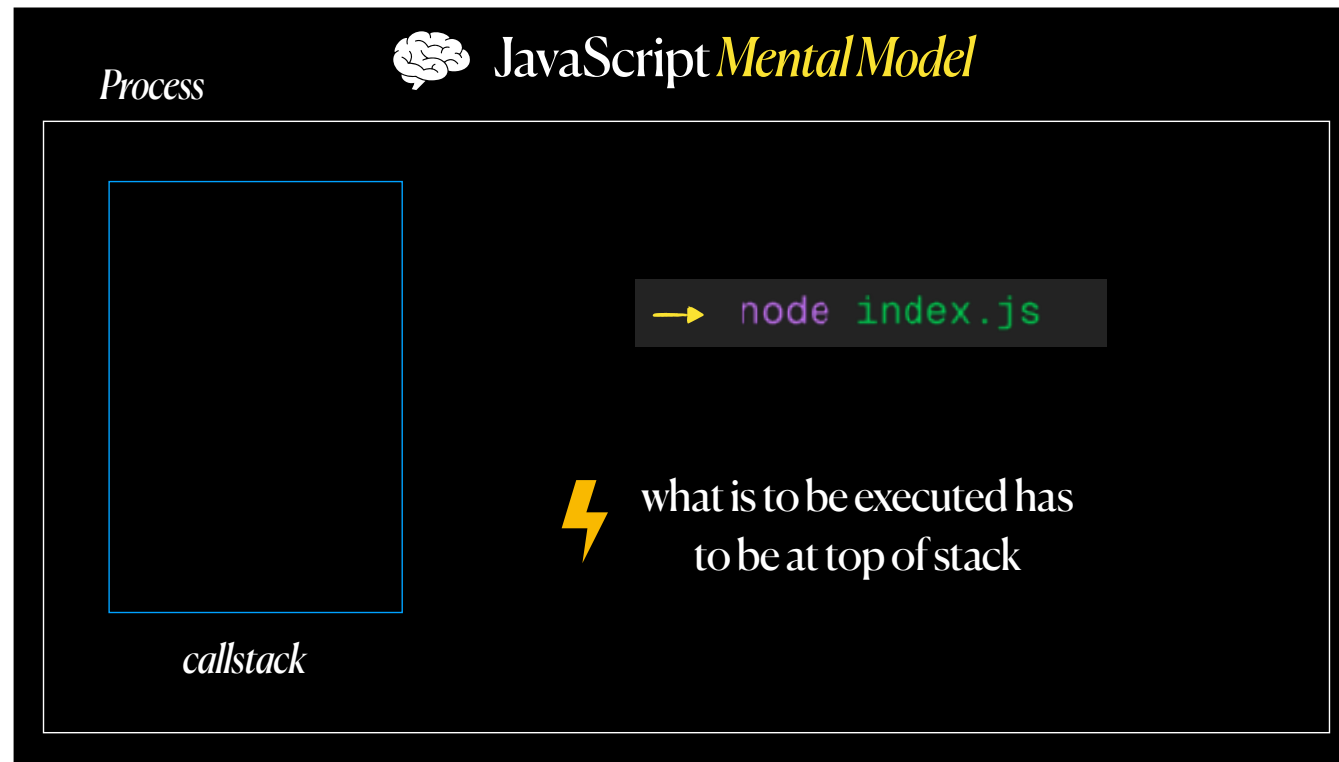 JavaScript Mental Model
Process
node index.js
what is to be executed has
to be at top of stack
callstack